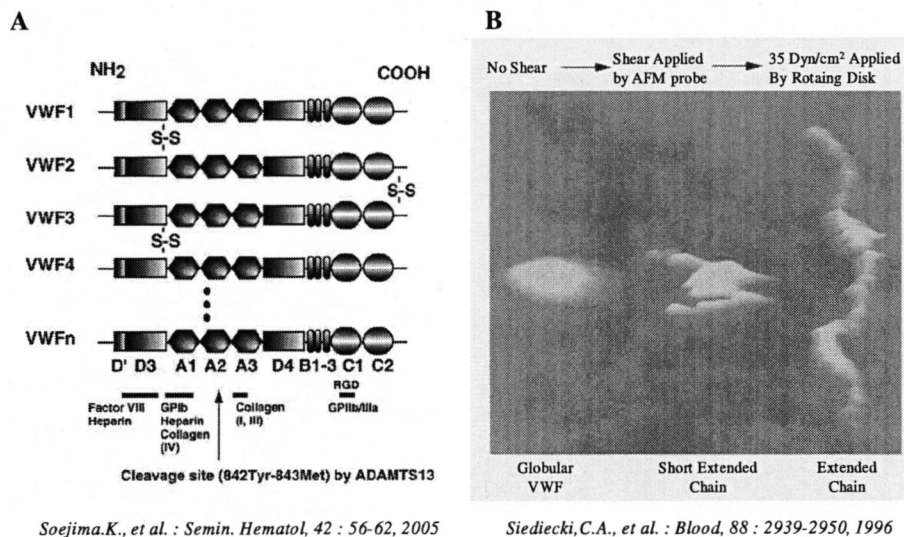 A
NH2
COOH
VWF1
S-S
VWF2
S-S
VWF3
S-S
VWF4
VWFn
D' D3 A1 A2 A3 D4 B1-3 C1 C2
RGD
Factor VIII
Heparin
GPIb
Heparin
Collagen
(IV)
Collagen
(I, III)
GPIIb/IIIa
Cleavage site (842Tyr-843Met) by ADAMTS13
Soejima.K., et al. : Semin. Hematol, 42 : 56-62, 2005
B
No Shear
Shear Applied
by AFM probe
35 Dyn/cm² Applied
By Rotaing Disk
Globular
VWF
Short Extended
Chain
Extended
Chain
Siediecki,C.A., et al. : Blood, 88 : 2939-2950, 1996